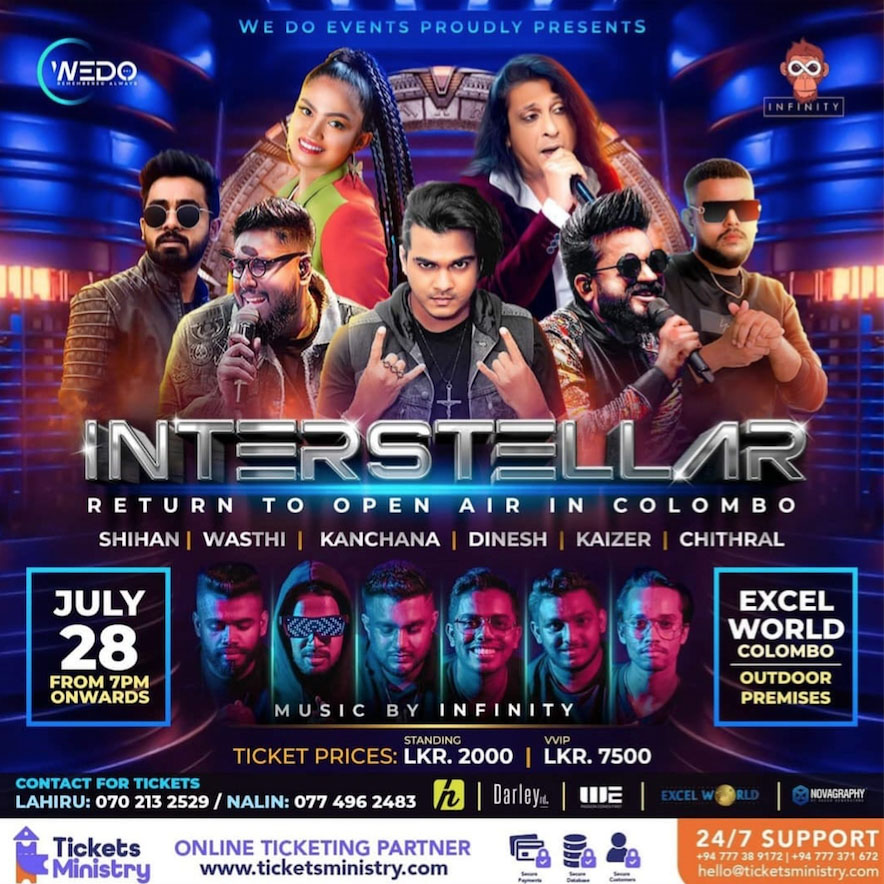 WE DO EVENTS PROUDLY PRESENTS
WEDO
REMEMBERED ALWAYS
INFINITY
INTERSTELLAR
RETURN TO OPEN AIR IN COLOMBO
SHIHAN | WASTHI | KANCHANA | DINESH | KAIZER | CHITHRAL
JULY
28
FROM 7PM
ONWARDS
EXCEL
WORLD
COLOMBO
OUTDOOR
PREMISES
MUSIC BY INFINITY
STANDING
VVIP
TICKET PRICES: LKR. 2000 | LKR. 7500
CONTACT FOR TICKETS
LAHIRU: 070 213 2529 / NALIN: 077 496 2483
h | Darley rd. | WE | EXCEL WORLD | NOVAGRAPHY
Tickets
Ministry
ONLINE TICKETING PARTNER
www.ticketsministry.com
Secure
Payments
Secure
Database
Secure
Customers
24/7 SUPPORT
+94 777 38 9172 | +94 777 371 672
hello@ticketsministry.com